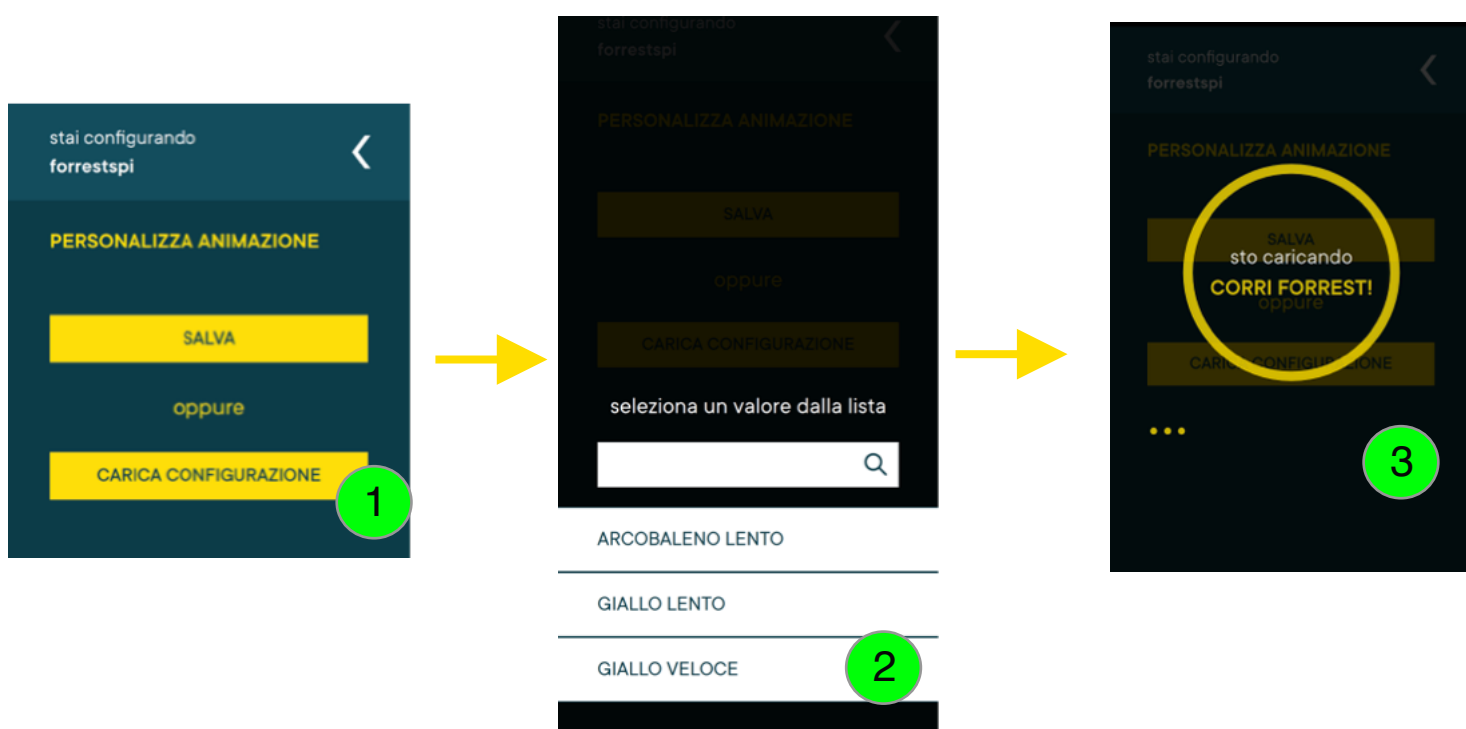 stai configurando
forrestspi
PERSONALIZZA ANIMAZIONE
SALVA
oppure
CARICA CONFIGURAZIONE
1
stai configurando
forrestspi
PERSONALIZZA ANIMAZIONE
SALVA
oppure
CARICA CONFIGURAZIONE
seleziona un valore dalla lista
ARCOBALENO LENTO
GIALLO LENTO
GIALLO VELOCE
2
stai configurando
forrestspi
PERSONALIZZA ANIMAZIONE
SALVA
sto caricando
CORRI FORREST!
oppure
CARICA CONFIGURAZIONE
...
3